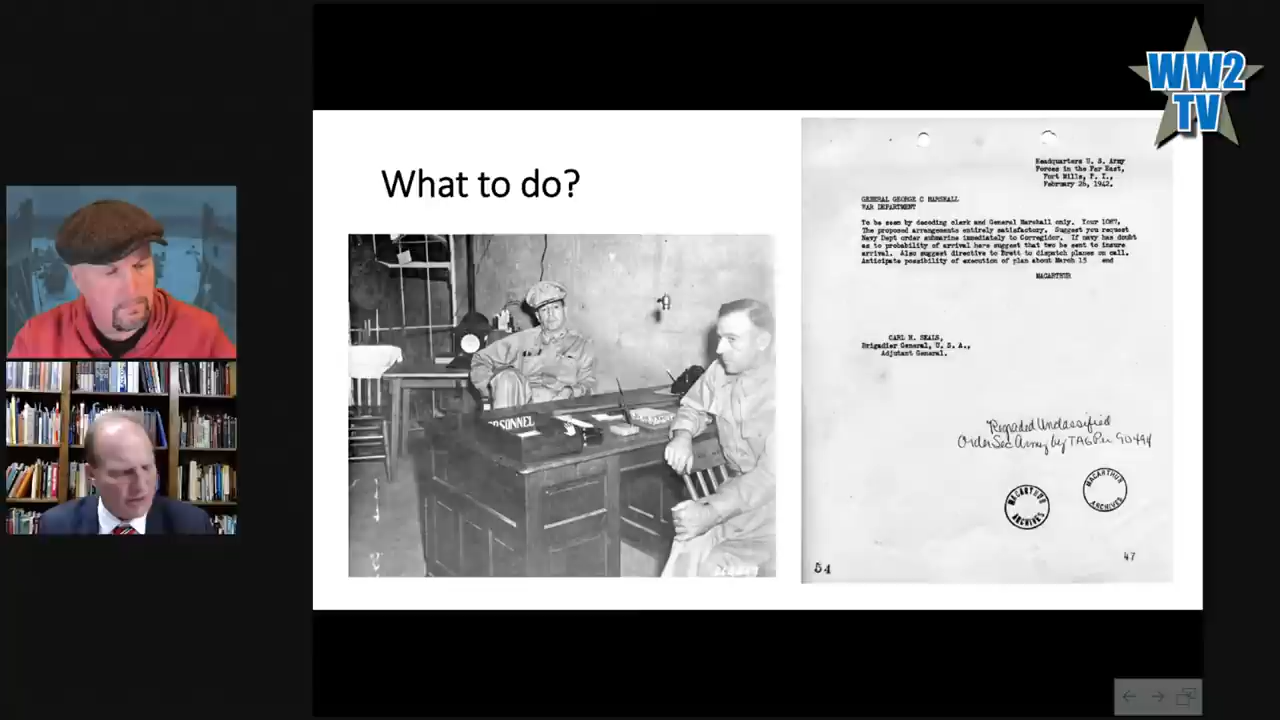 WW2
TV
What to do?
Headquarters U. S. Army
Forces in the Far East,
Fort Mills, P. I.,
February 26, 1942.
GENERAL GEORGE C MARSHALL
WAR DEPARTMENT
To be seen by decoding clerk and General Marshall only. Your 1087.
The proposed arrangements entirely satisfactory. Suggest you request
Navy Dept order submarine immediately to Corregidor. If navy has doubt
as to probability of arrival here suggest that two be sent to insure
arrival. Also suggest directive to Brett to dispatch planes on call.
Anticipate possibility of execution of plan about March 15 end
MACARTHUR
CARL H. SEALS,
Brigadier General, U. S. A.,
Adjutant General.
PERSONNEL
Regraded Unclassified
Order Sec Army by TAG Per
MACARTHUR
ARCHIVES
MACARTHUR
ARCHIVES
47
54